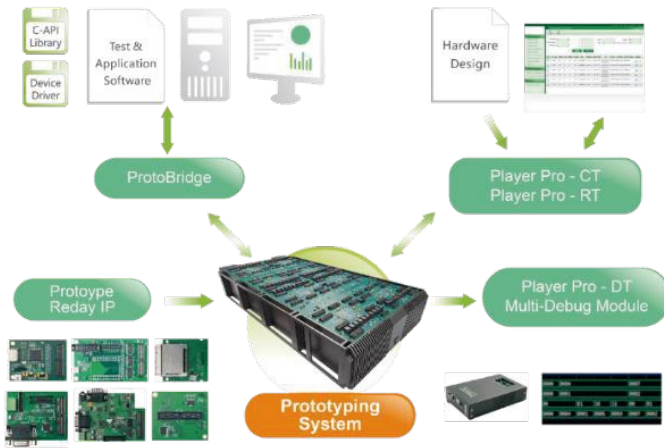 C-API
Library
Device
Driver
Test &
Application
Software
Hardware
Design
ProtoBridge
Player Pro - CT
Player Pro - RT
Protoype
Reday IP
Player Pro - DT
Multi-Debug Module
Prototyping
System